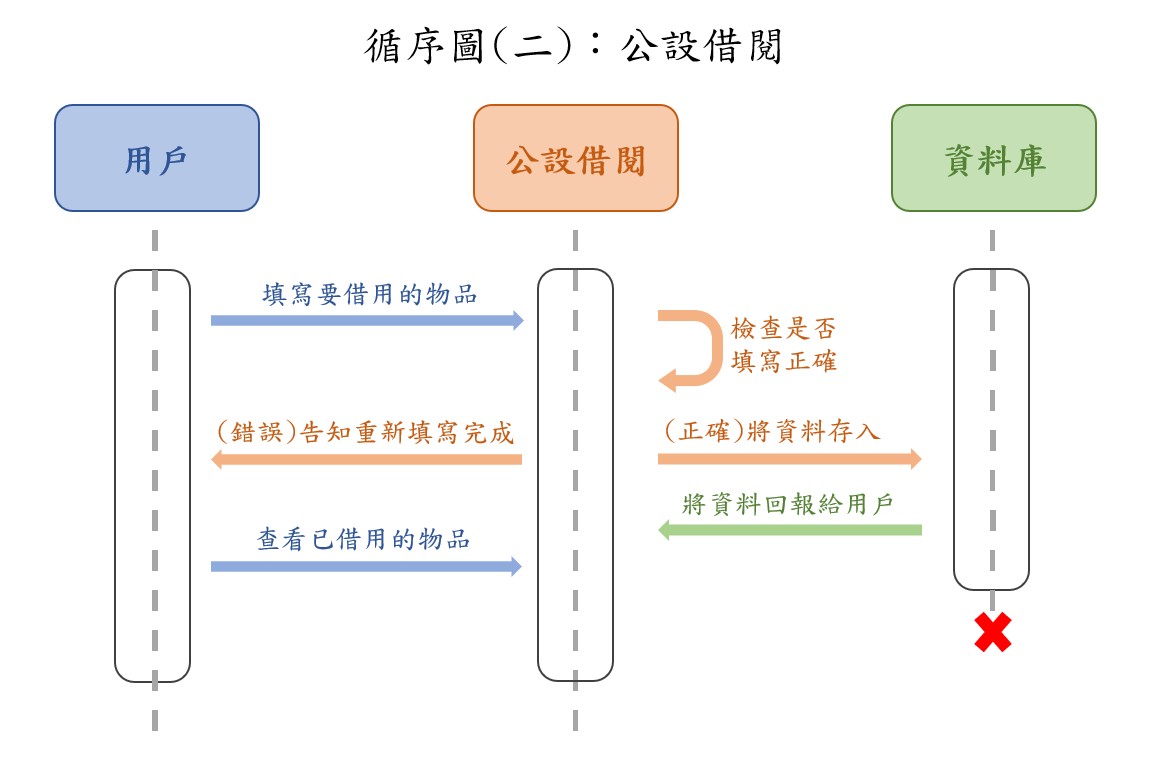 循序圖(二)：公設借閱
用戶
公設借閱
資料庫
填寫要借用的物品
檢查是否
填寫正確
(錯誤)告知重新填寫完成
(正確)將資料存入
將資料回報給用戶
查看已借用的物品